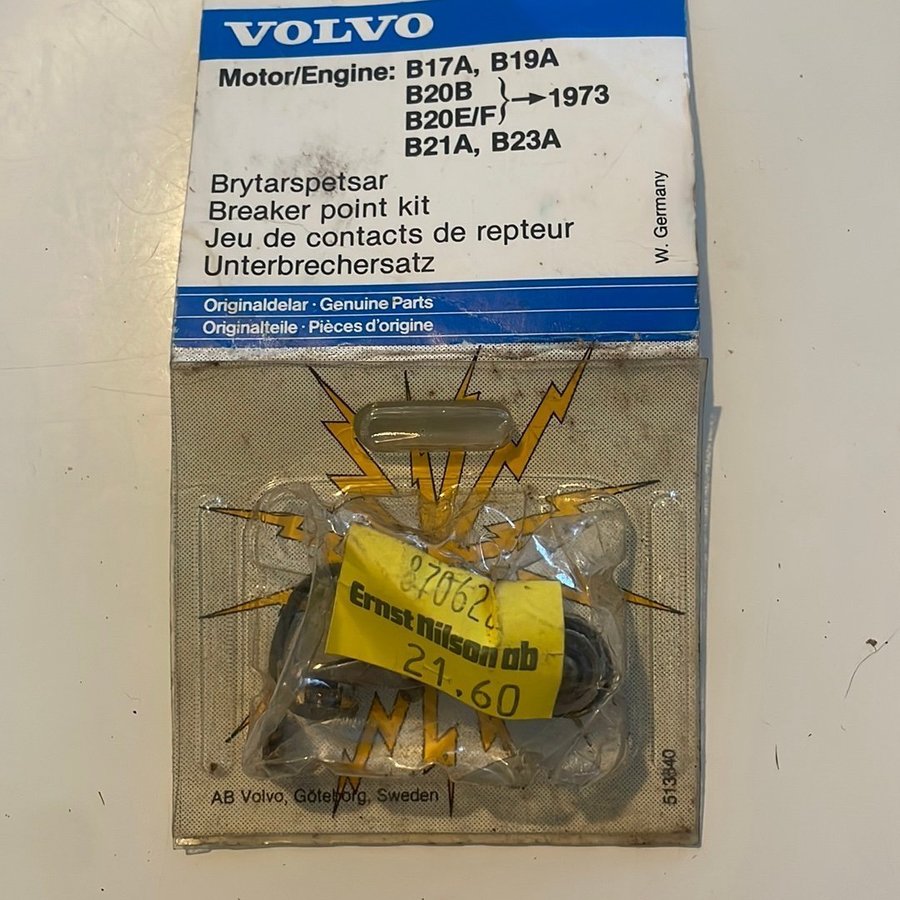 VOLVO
Motor/Engine: B17A, B19A
B20B
B20E/F → 1973
B21A, B23A
Brytarspetsar
Breaker point kit
Jeu de contacts de repteur
Unterbrechersatz
W. Germany
Originaldelar · Genuine Parts
Originalteile · Pièces d'origine
Ernst Nilson ab
21.60
AB Volvo, Göteborg, Sweden
513340